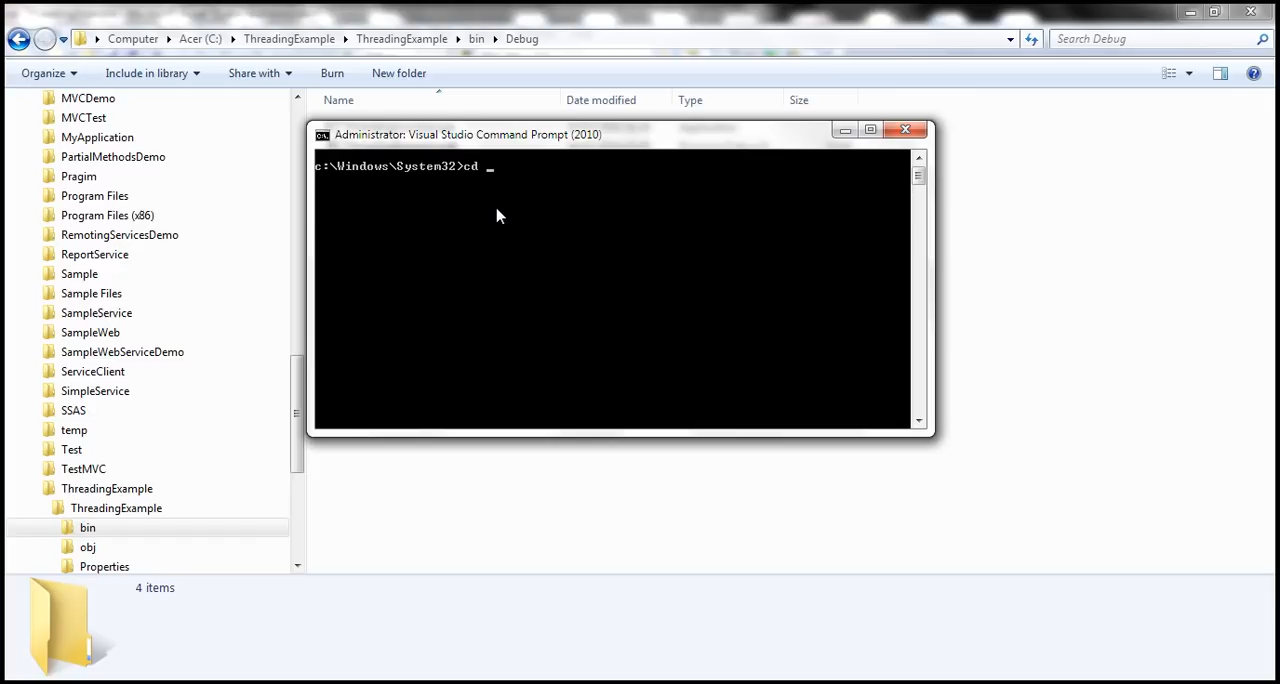 Computer Acer (C:) ThreadingExample ThreadingExample bin Debug
Search Debug
Organize Include in library Share with Burn New folder
Name Date modified Type Size
MVCDemo
MVCTest
MyApplication
PartialMethodsDemo
Pragim
Program Files
Program Files (x86)
RemotingServicesDemo
ReportService
Sample
Sample Files
SampleService
SampleWeb
SampleWebServiceDemo
ServiceClient
SimpleService
SSAS
temp
Test
TestMVC
ThreadingExample
ThreadingExample
bin
obj
Properties
Administrator: Visual Studio Command Prompt (2010)
c:\Windows\System32>cd _
4 items